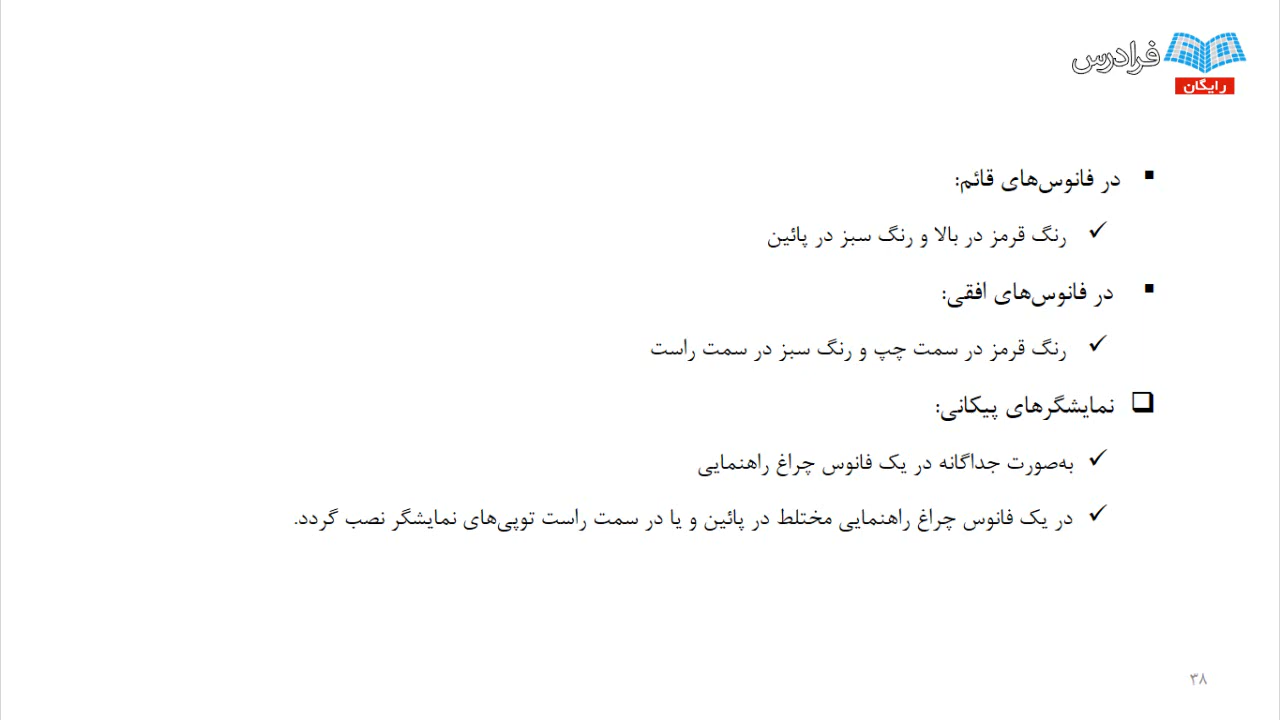 فرادرس
رایگان
▪ در فانوس‌های قائم:
✓ رنگ قرمز در بالا و رنگ سبز در پائین
▪ در فانوس‌های افقی:
✓ رنگ قرمز در سمت چپ و رنگ سبز در سمت راست
❑ نمایشگرهای پیکانی:
✓ به‌صورت جداگانه در یک فانوس چراغ راهنمایی
✓ در یک فانوس چراغ راهنمایی مختلط در پائین و یا در سمت راست توپی‌های نمایشگر نصب گردد.
۳۸